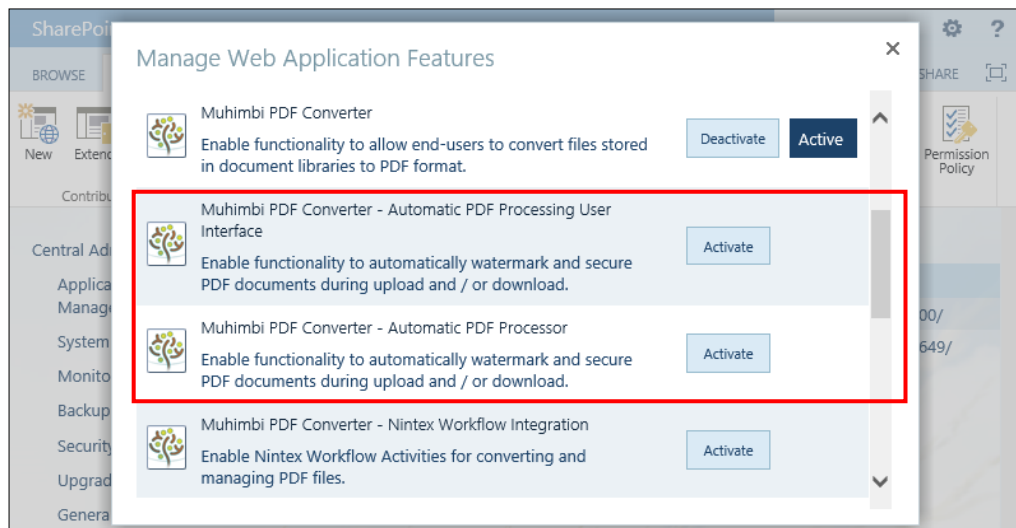 SharePoi
BROWSE
SHARE
New
Extend
Contribu
Permission
Policy
Central Adm
Applica
Manage
System
Monito
Backup
Security
Upgrad
Genera
00/
649/
Manage Web Application Features
Muhimbi PDF Converter
Enable functionality to allow end-users to convert files stored
in document libraries to PDF format.
Deactivate
Active
Muhimbi PDF Converter - Automatic PDF Processing User
Interface
Enable functionality to automatically watermark and secure
PDF documents during upload and / or download.
Activate
Muhimbi PDF Converter - Automatic PDF Processor
Enable functionality to automatically watermark and secure
PDF documents during upload and / or download.
Activate
Muhimbi PDF Converter - Nintex Workflow Integration
Enable Nintex Workflow Activities for converting and
managing PDF files.
Activate